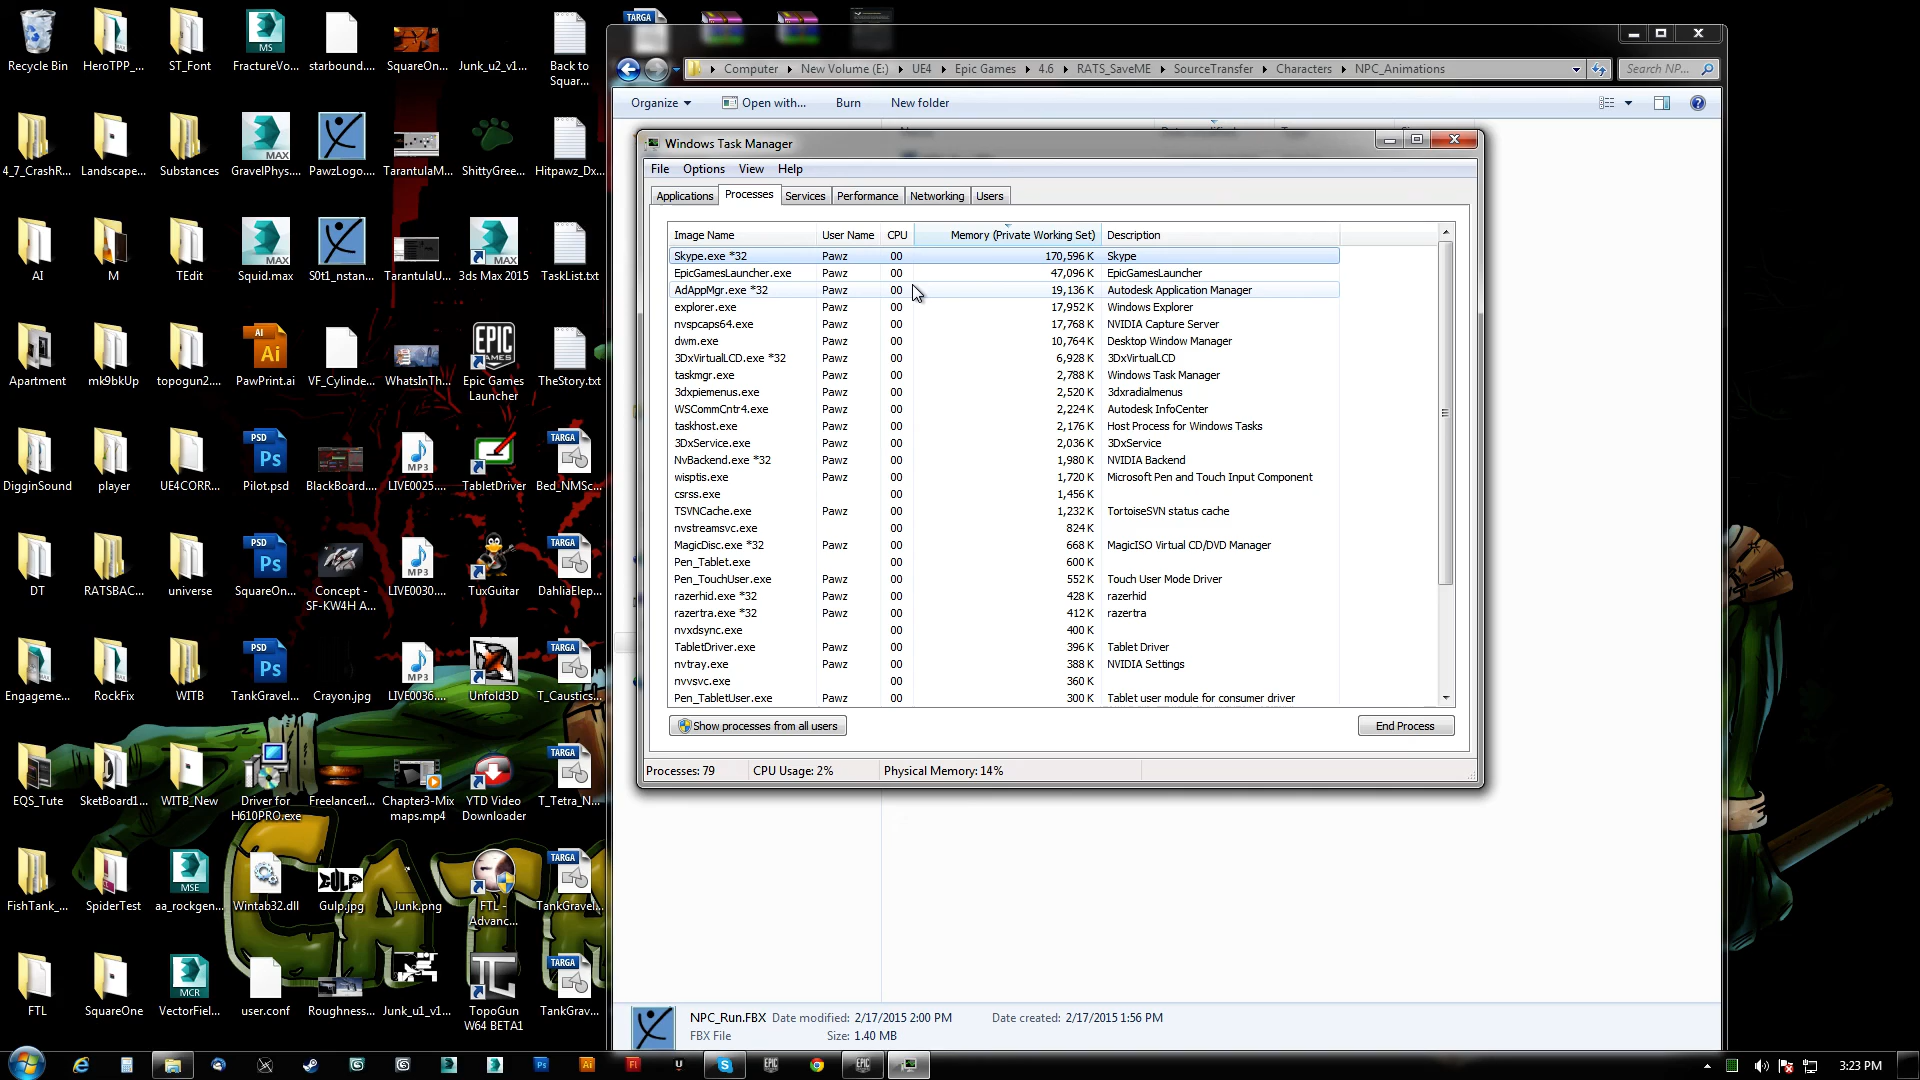 Recycle Bin
HeroTPP_...
ST_Font
FractureVo...
starbound....
SquareOn...
Junk_u2_v1...
Back to
Squar...
4_7_CrashR...
Landscape...
Substances
GravelPhys....
PawzLogo....
TarantulaM...
ShittyGree...
Hitpawz_Dx...
AI
M
TEdit
Squid.max
S0t1_nstan...
TarantulaU...
3ds Max 2015
TaskList.txt
Apartment
mk9bkUp
topogun2....
PawPrint.ai
VF_Cylinde...
WhatsInTh...
Epic Games
Launcher
TheStory.txt
DigginSound
player
UE4CORR...
Pilot.psd
BlackBoard....
LIVE0025....
TabletDriver
Bed_NMSc...
DT
RATSBAC...
universe
SquareOn...
Concept -
SF-KW4H A...
LIVE0030....
TuxGuitar
DahliaElep...
Engageme...
RockFix
WITB
TankGravel...
Crayon.jpg
LIVE0036....
Unfold3D
T_Caustics...
EQS_Tute
SketBoard1...
WITB_New
Driver for
H610PRO.exe
FreelancerI...
Chapter3-Mix
maps.mp4
YTD Video
Downloader
T_Tetra_N...
FishTank_...
SpiderTest
aa_rockgen...
Wintab32.dll
Gulp.jpg
Junk.png
FTL -
Advanc...
TankGravel...
FTL
SquareOne
VectorFiel...
user.conf
Roughness...
Junk_u1_v1...
TopoGun
W64 BETA1
TankGrav...
Computer New Volume (E:) UE4 Epic Games 4.6 RATS_SaveME SourceTransfer Characters NPC_Animations
Search NP...
Organize Open with... Burn New folder
Windows Task Manager
File Options View Help
Applications Processes Services Performance Networking Users
Image Name User Name CPU Memory (Private Working Set) Description
Skype.exe *32 Pawz 00 170,596 K Skype
EpicGamesLauncher.exe Pawz 00 47,096 K EpicGamesLauncher
AdAppMgr.exe *32 Pawz 00 19,136 K Autodesk Application Manager
explorer.exe Pawz 00 17,952 K Windows Explorer
nvspcaps64.exe Pawz 00 17,768 K NVIDIA Capture Server
dwm.exe Pawz 00 10,764 K Desktop Window Manager
3DxVirtualLCD.exe *32 Pawz 00 6,928 K 3DxVirtualLCD
taskmgr.exe Pawz 00 2,788 K Windows Task Manager
3dxpiemenus.exe Pawz 00 2,520 K 3dxradialmenus
WSCommCntr4.exe Pawz 00 2,224 K Autodesk InfoCenter
taskhost.exe Pawz 00 2,176 K Host Process for Windows Tasks
3DxService.exe Pawz 00 2,036 K 3DxService
NvBackend.exe *32 Pawz 00 1,980 K NVIDIA Backend
wisptis.exe Pawz 00 1,720 K Microsoft Pen and Touch Input Component
csrss.exe 00 1,456 K
TSVNCache.exe Pawz 00 1,232 K TortoiseSVN status cache
nvstreamsvc.exe 00 824 K
MagicDisc.exe *32 Pawz 00 668 K MagicISO Virtual CD/DVD Manager
Pen_Tablet.exe 00 600 K
Pen_TouchUser.exe Pawz 00 552 K Touch User Mode Driver
razerhid.exe *32 Pawz 00 428 K razerhid
razertra.exe *32 Pawz 00 412 K razertra
nvxdsync.exe 00 400 K
TabletDriver.exe Pawz 00 396 K Tablet Driver
nvtray.exe Pawz 00 388 K NVIDIA Settings
nvvsvc.exe 00 360 K
Pen_TabletUser.exe Pawz 00 300 K Tablet user module for consumer driver
Show processes from all users End Process
Processes: 79 CPU Usage: 2% Physical Memory: 14%
NPC_Run.FBX Date modified: 2/17/2015 2:00 PM Date created: 2/17/2015 1:56 PM
FBX File Size: 1.40 MB
3:23 PM